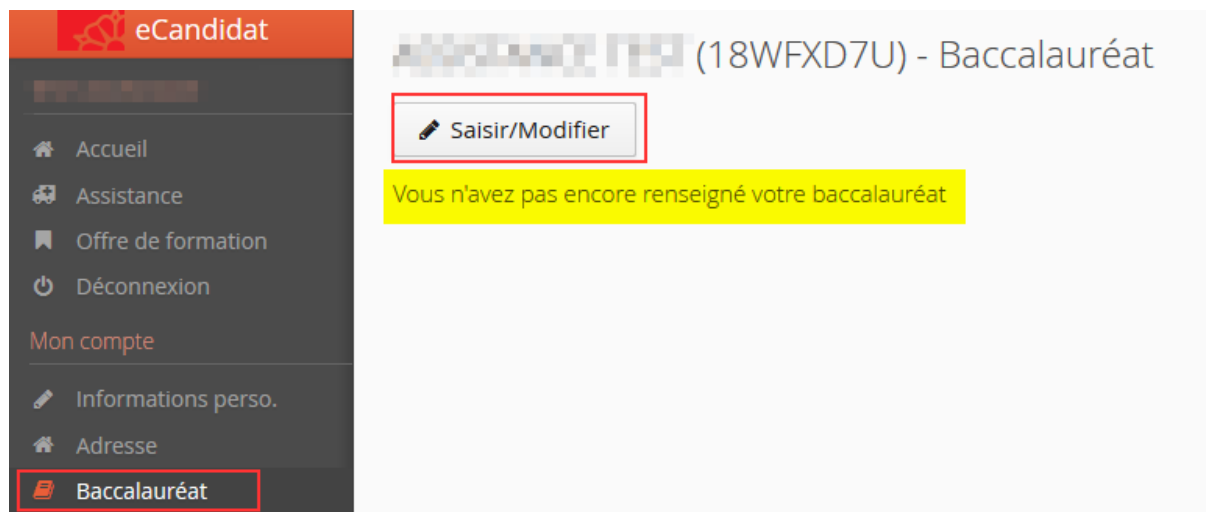 eCandidat
Accueil
Assistance
Offre de formation
Déconnexion
Mon compte
Informations perso.
Adresse
Baccalauréat
(18WFXD7U) - Baccalauréat
Saisir/Modifier
Vous n'avez pas encore renseigné votre baccalauréat